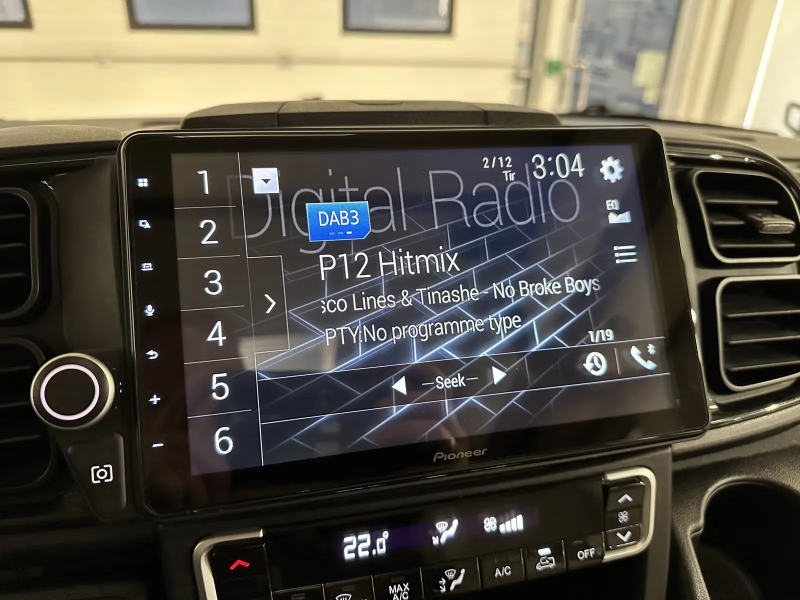 Digital Radio
2/12
Tir
3:04
1
2
3
4
5
6
DAB3
EQ
P12 Hitmix
sco Lines & Tinashe - No Broke Boys
PTY:No programme type
1/19
Seek
+
-
Pioneer
22.0°
MAX
A/C
A/C
OFF